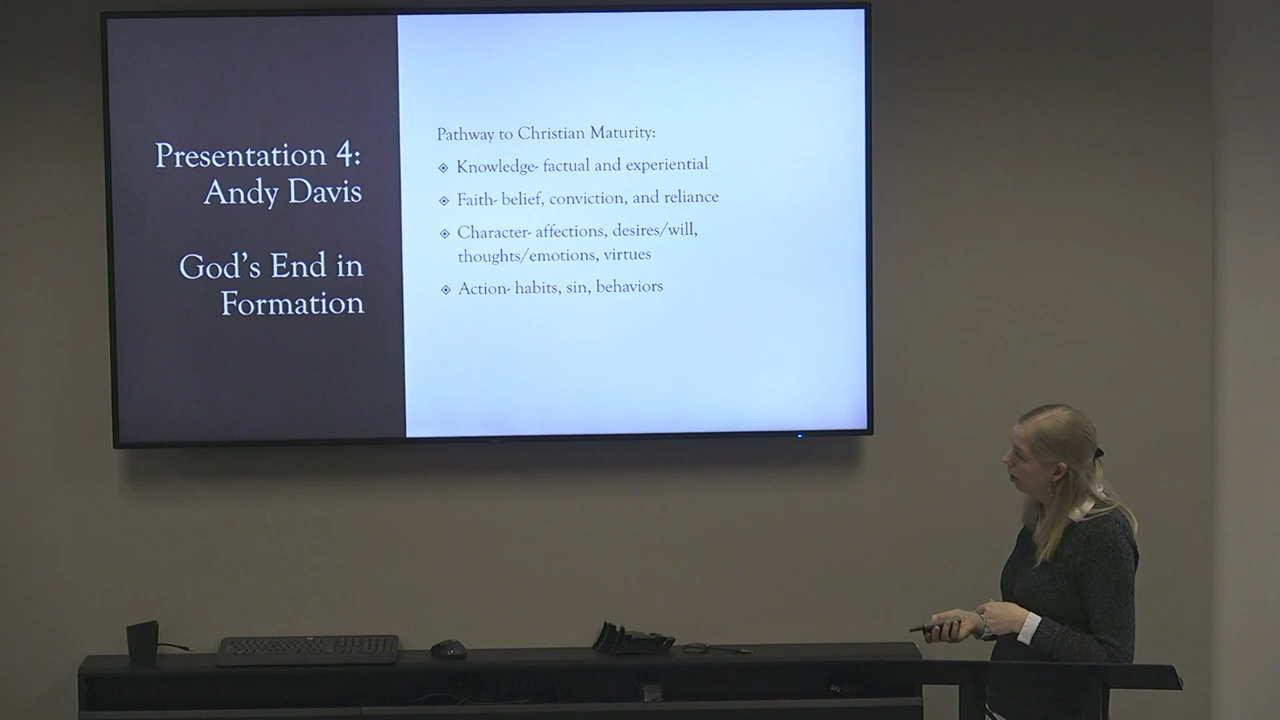 Presentation 4:
Andy Davis
God's End in
Formation
Pathway to Christian Maturity:
Knowledge- factual and experiential
Faith- belief, conviction, and reliance
Character- affections, desires/will,
thoughts/emotions, virtues
Action- habits, sin, behaviors